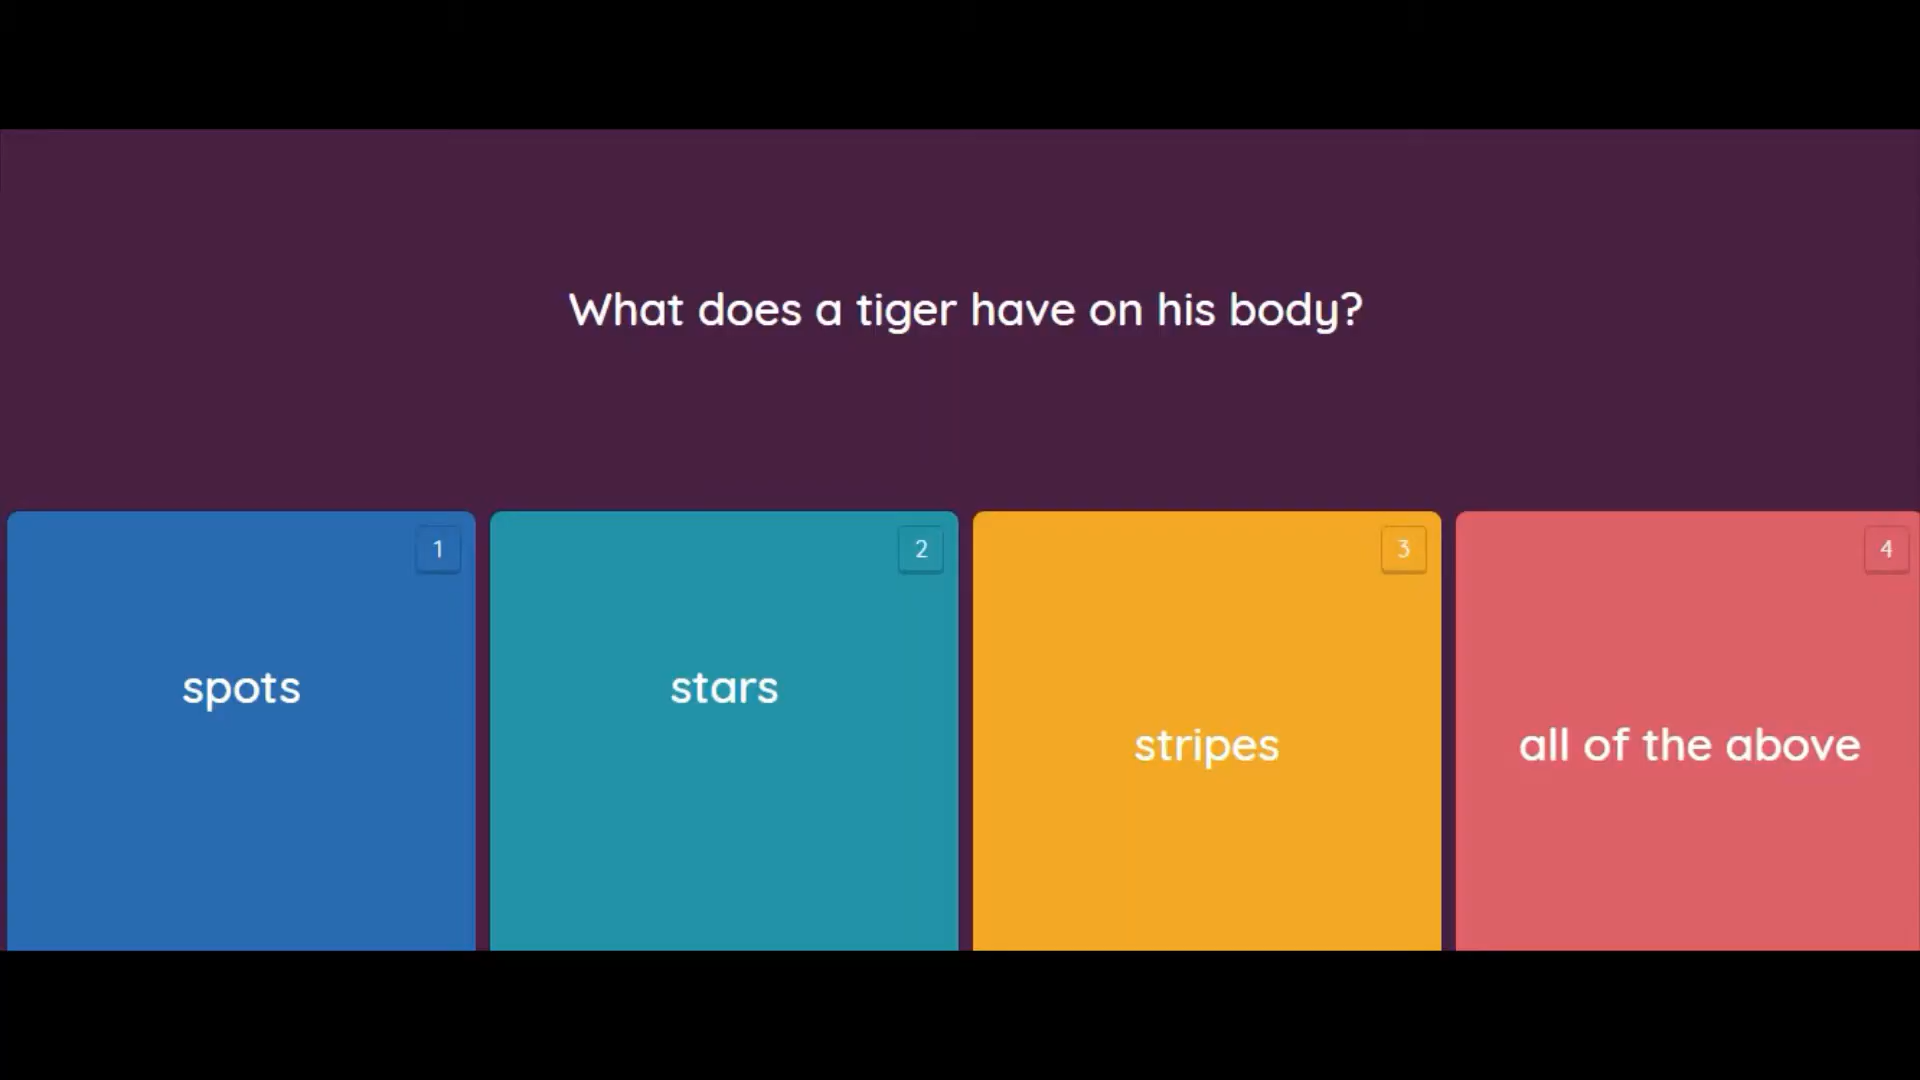 What does a tiger have on his body?
1
spots
2
stars
3
stripes
4
all of the above